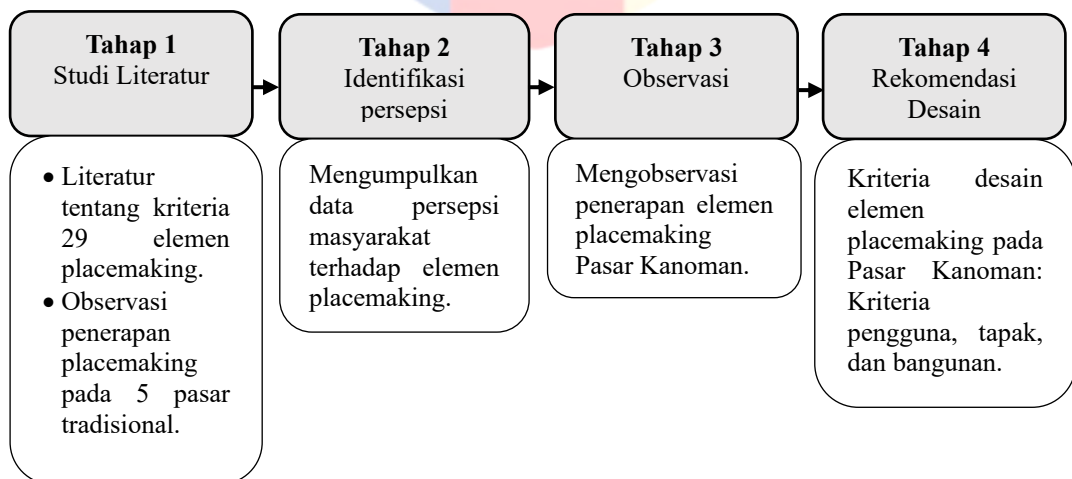 Tahap 1
Studi Literatur
Tahap 2
Identifikasi
persepsi
Tahap 3
Observasi
Tahap 4
Rekomendasi
Desain
• Literatur
tentang kriteria
29 elemen
placemaking.
• Observasi
penerapan
placemaking
pada 5 pasar
tradisional.
Mengumpulkan
data persepsi
masyarakat
terhadap elemen
placemaking.
Mengobservasi
penerapan elemen
placemaking
Pasar Kanoman.
Kriteria desain
elemen
placemaking pada
Pasar Kanoman:
Kriteria
pengguna, tapak,
dan bangunan.